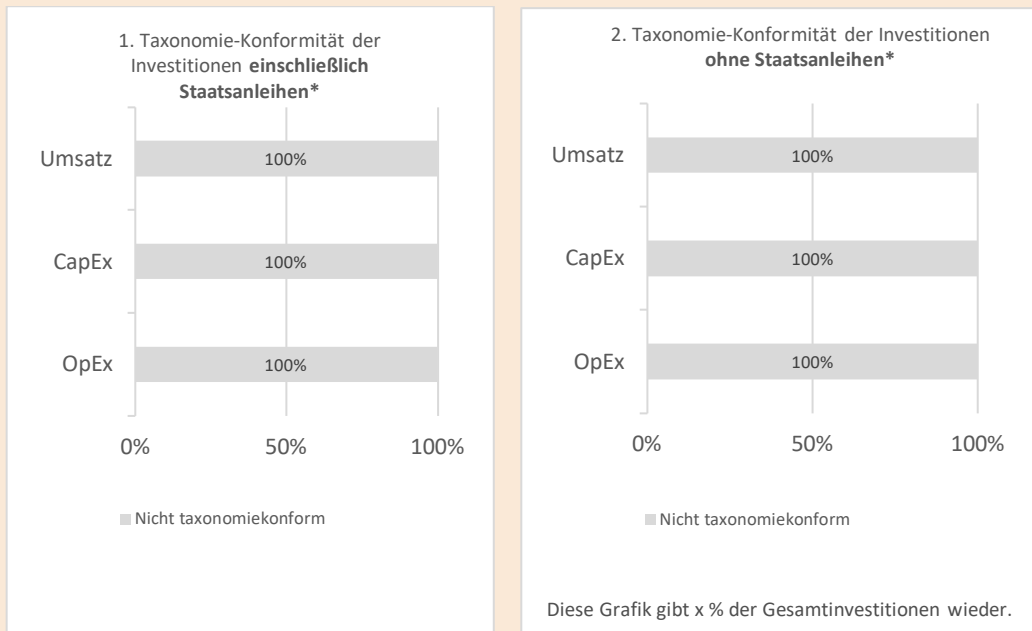 1. Taxonomie-Konformität der
Investitionen einschließlich
Staatsanleihen*
Umsatz
100%
CapEx
100%
OpEx
100%
0%
50%
100%
Nicht taxonomiekonform
2. Taxonomie-Konformität der Investitionen
ohne Staatsanleihen*
Umsatz
100%
CapEx
100%
OpEx
100%
0%
50%
100%
Nicht taxonomiekonform
Diese Grafik gibt x % der Gesamtinvestitionen wieder.